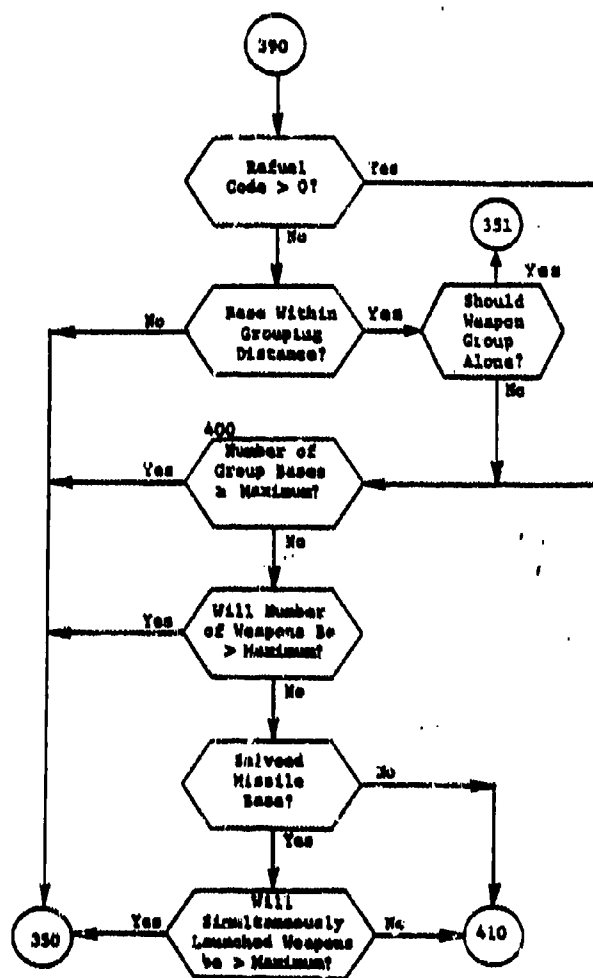 390
Refuel
Code > 0?
Yes
No
351
Yes
Base Within
Grouping
Distance?
No
Yes
Should
Weapon
Group
Alone?
No
400
Number of
Group Bases
≥ Maximum?
Yes
No
Will Number
of Weapons Be
> Maximum?
Yes
No
Salvoed
Missile
Base?
No
Yes
350
Yes
Will
Simultaneously
Launched Weapons
be > Maximum?
No
410